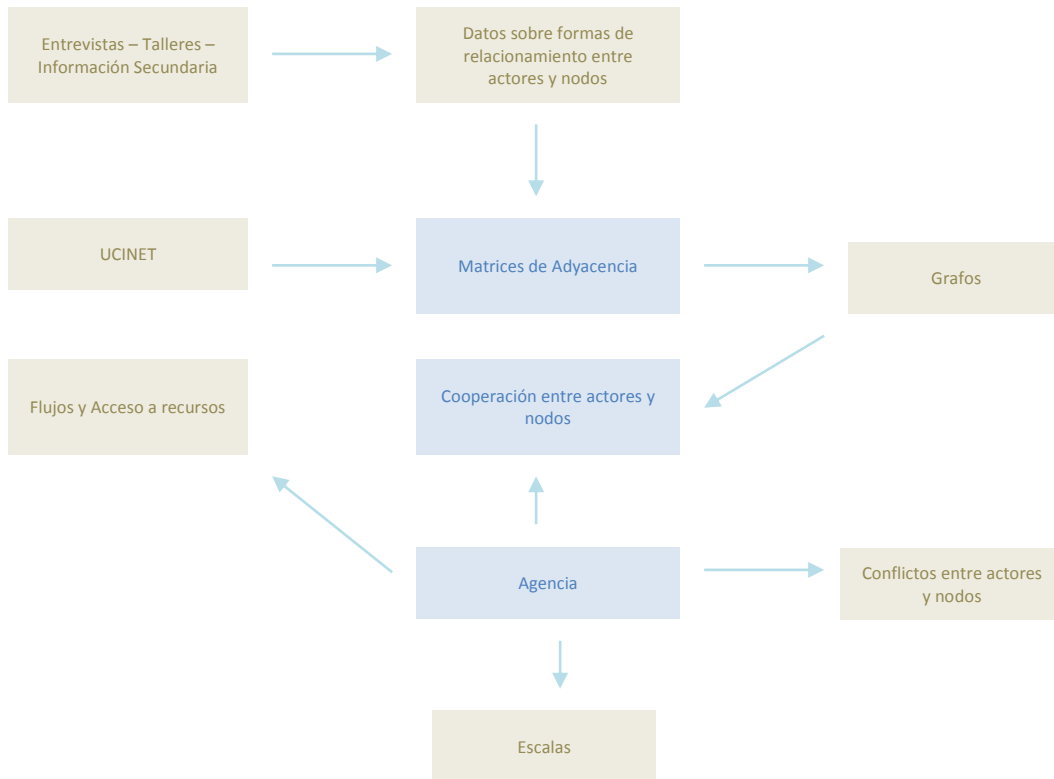 Entrevistas – Talleres –
Información Secundaria
Datos sobre formas de
relacionamiento entre
actores y nodos
UCINET
Matrices de Adyacencia
Grafos
Flujos y Acceso a recursos
Cooperación entre actores y
nodos
Agencia
Conflictos entre actores
y nodos
Escalas